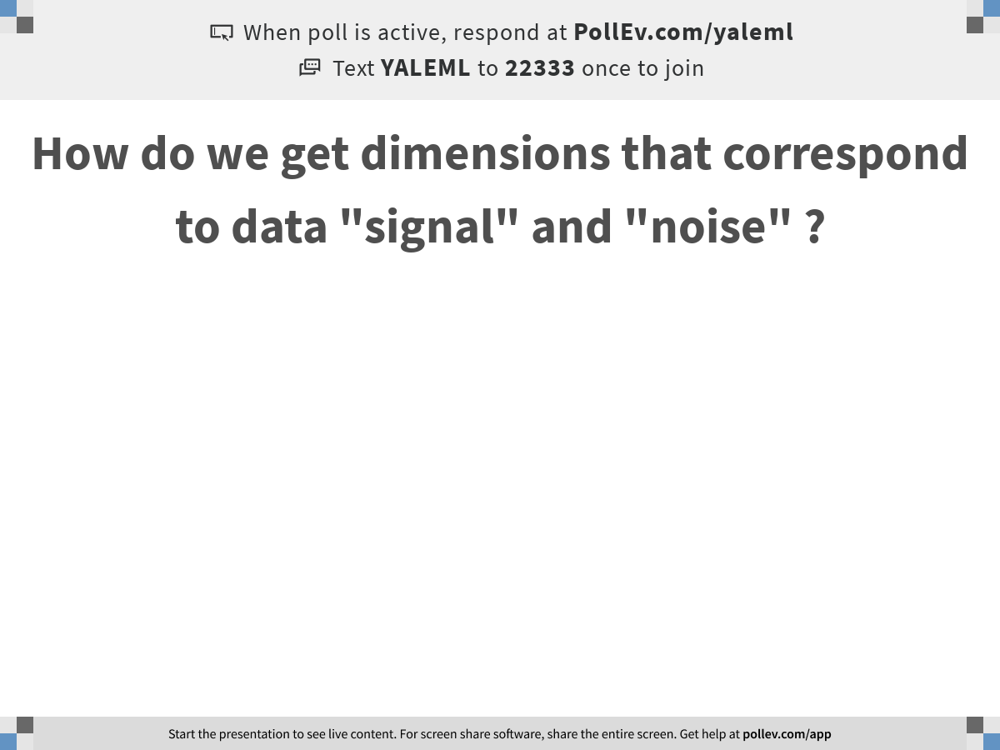 When poll is active, respond at PollEv.com/yaleml
Text YALEML to 22333 once to join
How do we get dimensions that correspond
to data "signal" and "noise" ?
Start the presentation to see live content. For screen share software, share the entire screen. Get help at pollev.com/app